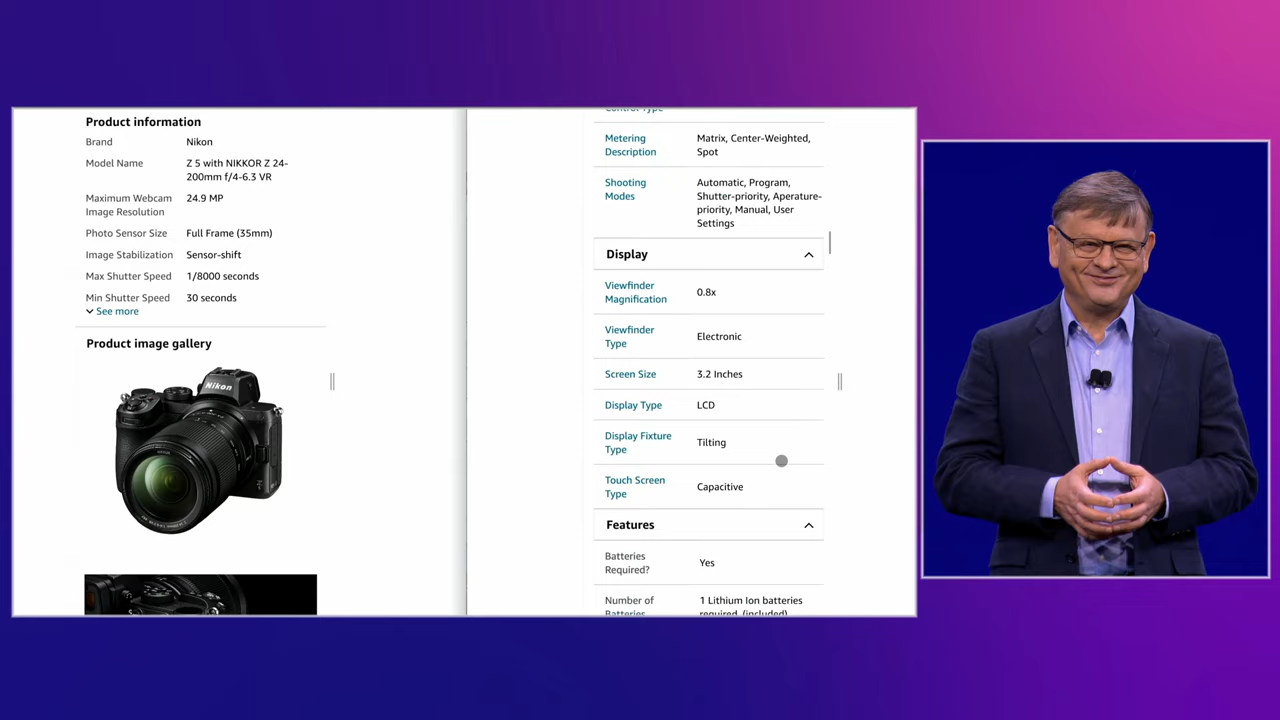 Product information
Brand Nikon
Model Name Z 5 with NIKKOR Z 24-
200mm f/4-6.3 VR
Maximum Webcam 24.9 MP
Image Resolution
Photo Sensor Size Full Frame (35mm)
Image Stabilization Sensor-shift
Max Shutter Speed 1/8000 seconds
Min Shutter Speed 30 seconds
See more
Product image gallery
Nikon
Control Type
Metering Matrix, Center-Weighted,
Description Spot
Shooting Automatic, Program,
Modes Shutter-priority, Aperature-
priority, Manual, User
Settings
Display
Viewfinder 0.8x
Magnification
Viewfinder Electronic
Type
Screen Size 3.2 Inches
Display Type LCD
Display Fixture Tilting
Type
Touch Screen Capacitive
Type
Features
Batteries Yes
Required?
Number of 1 Lithium Ion batteries
Batteries required. (included)